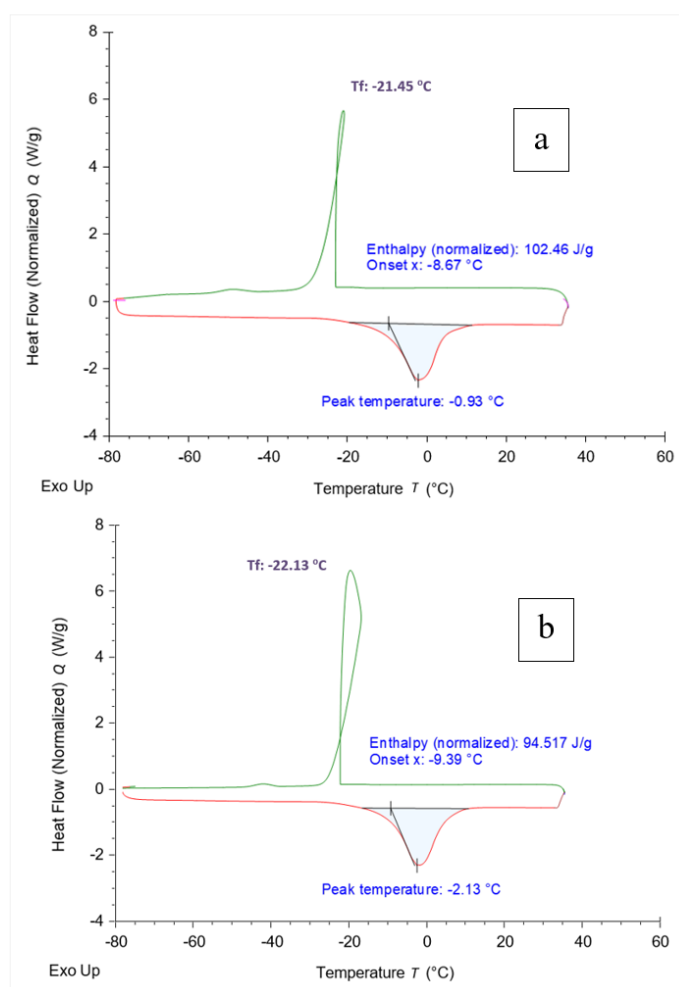 8
Tf: -21.45 °C
6
a
4
Heat Flow (Normalized) Q (W/g)
2
Enthalpy (normalized): 102.46 J/g
Onset x: -8.67 °C
0
-2
Peak temperature: -0.93 °C
-4
-80 -60 -40 -20 0 20 40 60
Exo Up
Temperature T (°C)
8
Tf: -22.13 °C
6
b
4
Heat Flow (Normalized) Q (W/g)
2
Enthalpy (normalized): 94.517 J/g
Onset x: -9.39 °C
0
-2
Peak temperature: -2.13 °C
-4
-80 -60 -40 -20 0 20 40 60
Exo Up
Temperature T (°C)